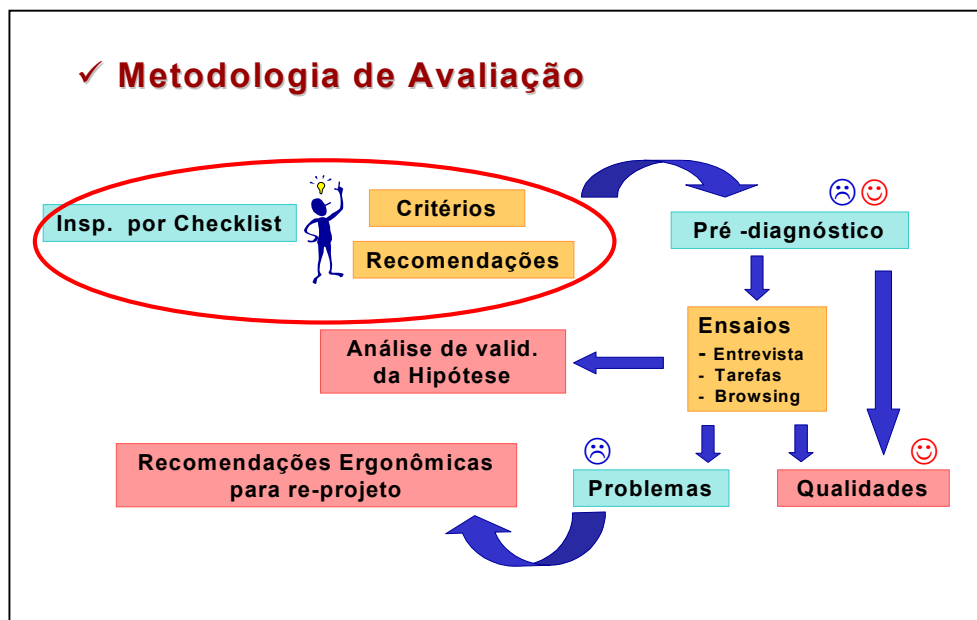 ✓ Metodologia de Avaliação
Insp. por Checklist
Critérios
Recomendações
Pré -diagnóstico
Ensaios
- Entrevista
- Tarefas
- Browsing
Análise de valid.
da Hipótese
Recomendações Ergonômicas
para re-projeto
Problemas
Qualidades